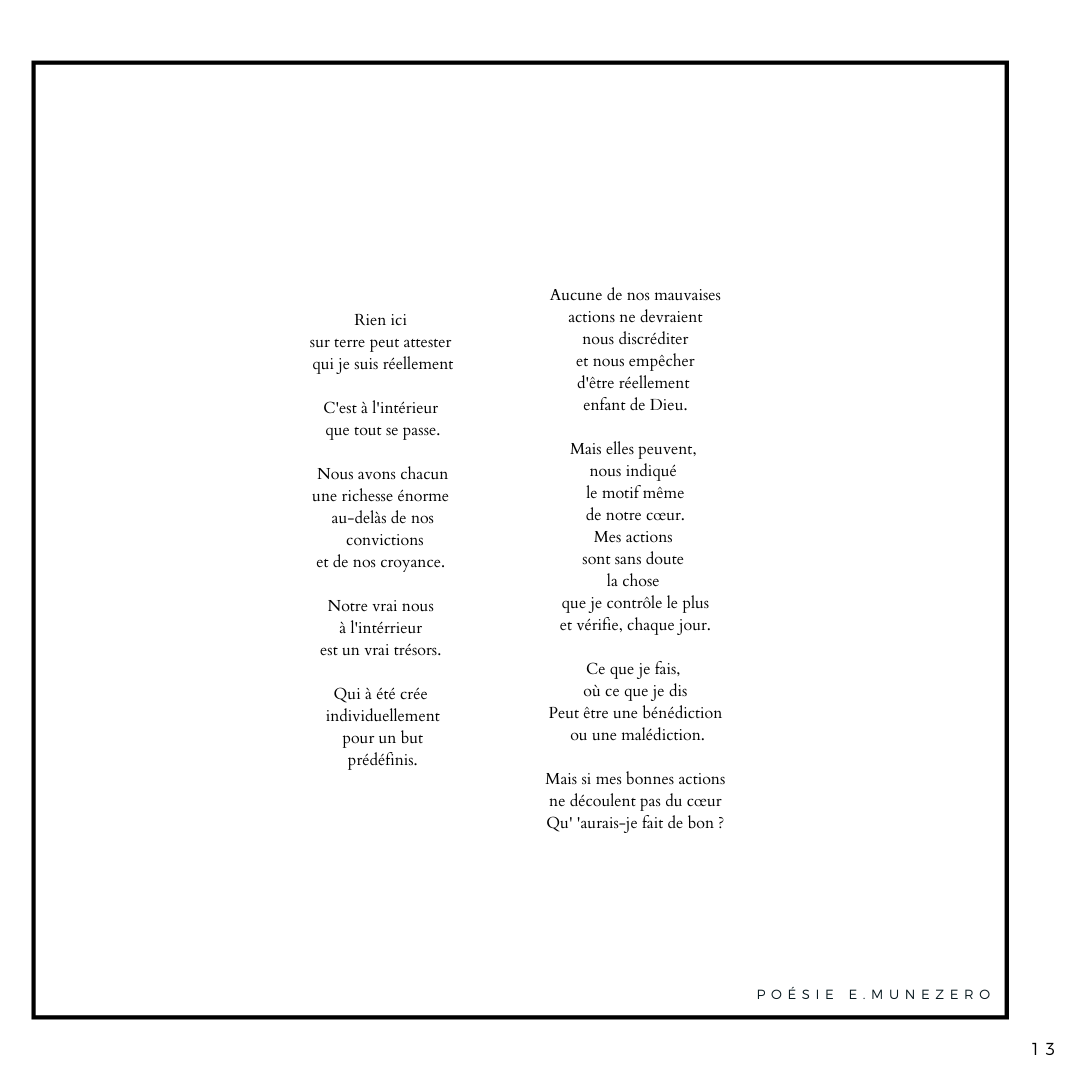 Rien ici
sur terre peut attester
qui je suis réellement
C'est à l'intérieur
que tout se passe.
Nous avons chacun
une richesse énorme
au-delàs de nos
convictions
et de nos croyance.
Notre vrai nous
à l'intérrieur
est un vrai trésors.
Qui à été crée
individuellement
pour un but
prédéfinis.
Aucune de nos mauvaises
actions ne devraient
nous discréditer
et nous empêcher
d'être réellement
enfant de Dieu.
Mais elles peuvent,
nous indiqué
le motif même
de notre cœur.
Mes actions
sont sans doute
la chose
que je contrôle le plus
et vérifie, chaque jour.
Ce que je fais,
où ce que je dis
Peut être une bénédiction
ou une malédiction.
Mais si mes bonnes actions
ne découlent pas du cœur
Qu' 'aurais-je fait de bon ?
POÉSIE E.MUNEZERO
13